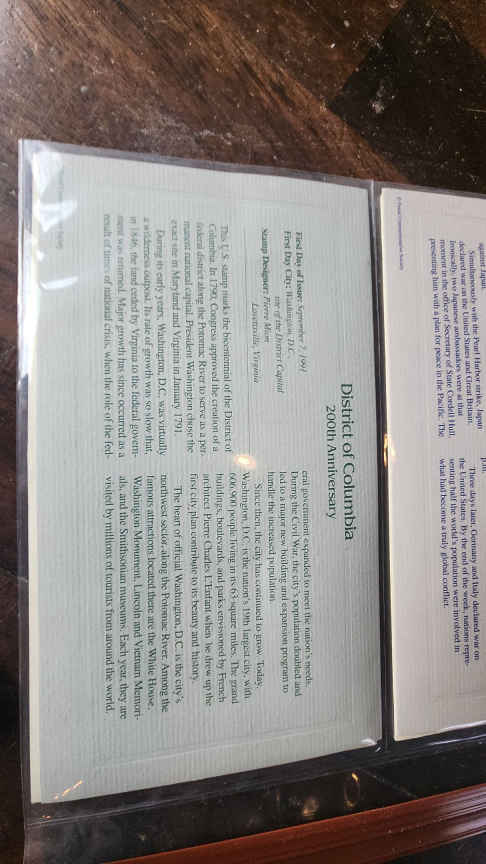 against Japan.
Simultaneously with the Pearl Harbor strike, Japan
declared war on the United States and Great Britain.
Ironically, two Japanese ambassadors were at that
moment in the office of Secretary of State Cordell Hull,
presenting him with a plan for peace in the Pacific. The
Three days later, Germany and Italy declared war on
the United States. By the end of the week, nations repre-
senting half the world's population were involved in
what had become a truly global conflict.
© Postal Commemorative Society
District of Columbia
200th Anniversary
First Day of Issue: September 7, 1991
First Day City: Washington, D.C.,
site of the District Capital
Stamp Designer: Pierre Mion
Lovettsville, Virginia
This U.S. stamp marks the bicentennial of the District of
Columbia. In 1790, Congress approved the creation of a
federal district along the Potomac River to serve as a per-
manent national capital. President Washington chose the
exact site in Maryland and Virginia in January 1791.
During its early years, Washington, D.C. was virtually
a wilderness outpost. Its rate of growth was so slow that,
in 1846, the land ceded by Virginia to the federal govern-
ment was returned. Major growth has since occurred as a
result of times of national crisis, when the role of the fed-
eral government expanded to meet the nation's needs.
During the Civil War, the city's population doubled and
led to a major new building and expansion program to
handle the increased population.
Since then, the city has continued to grow. Today,
Washington, D.C. is the nation's 19th largest city, with
606,900 people living in its 63 square miles. The grand
buildings, boulevards, and parks envisioned by French
architect Pierre Charles L'Enfant when he drew up the
first city plan contribute to its beauty and history.
The heart of official Washington, D.C. is the city's
northwest sector, along the Potomac River. Among the
famous attractions located there are the White House,
Washington Monument, Lincoln and Vietnam Memori-
als, and the Smithsonian museums. Each year, they are
visited by millions of tourists from around the world.